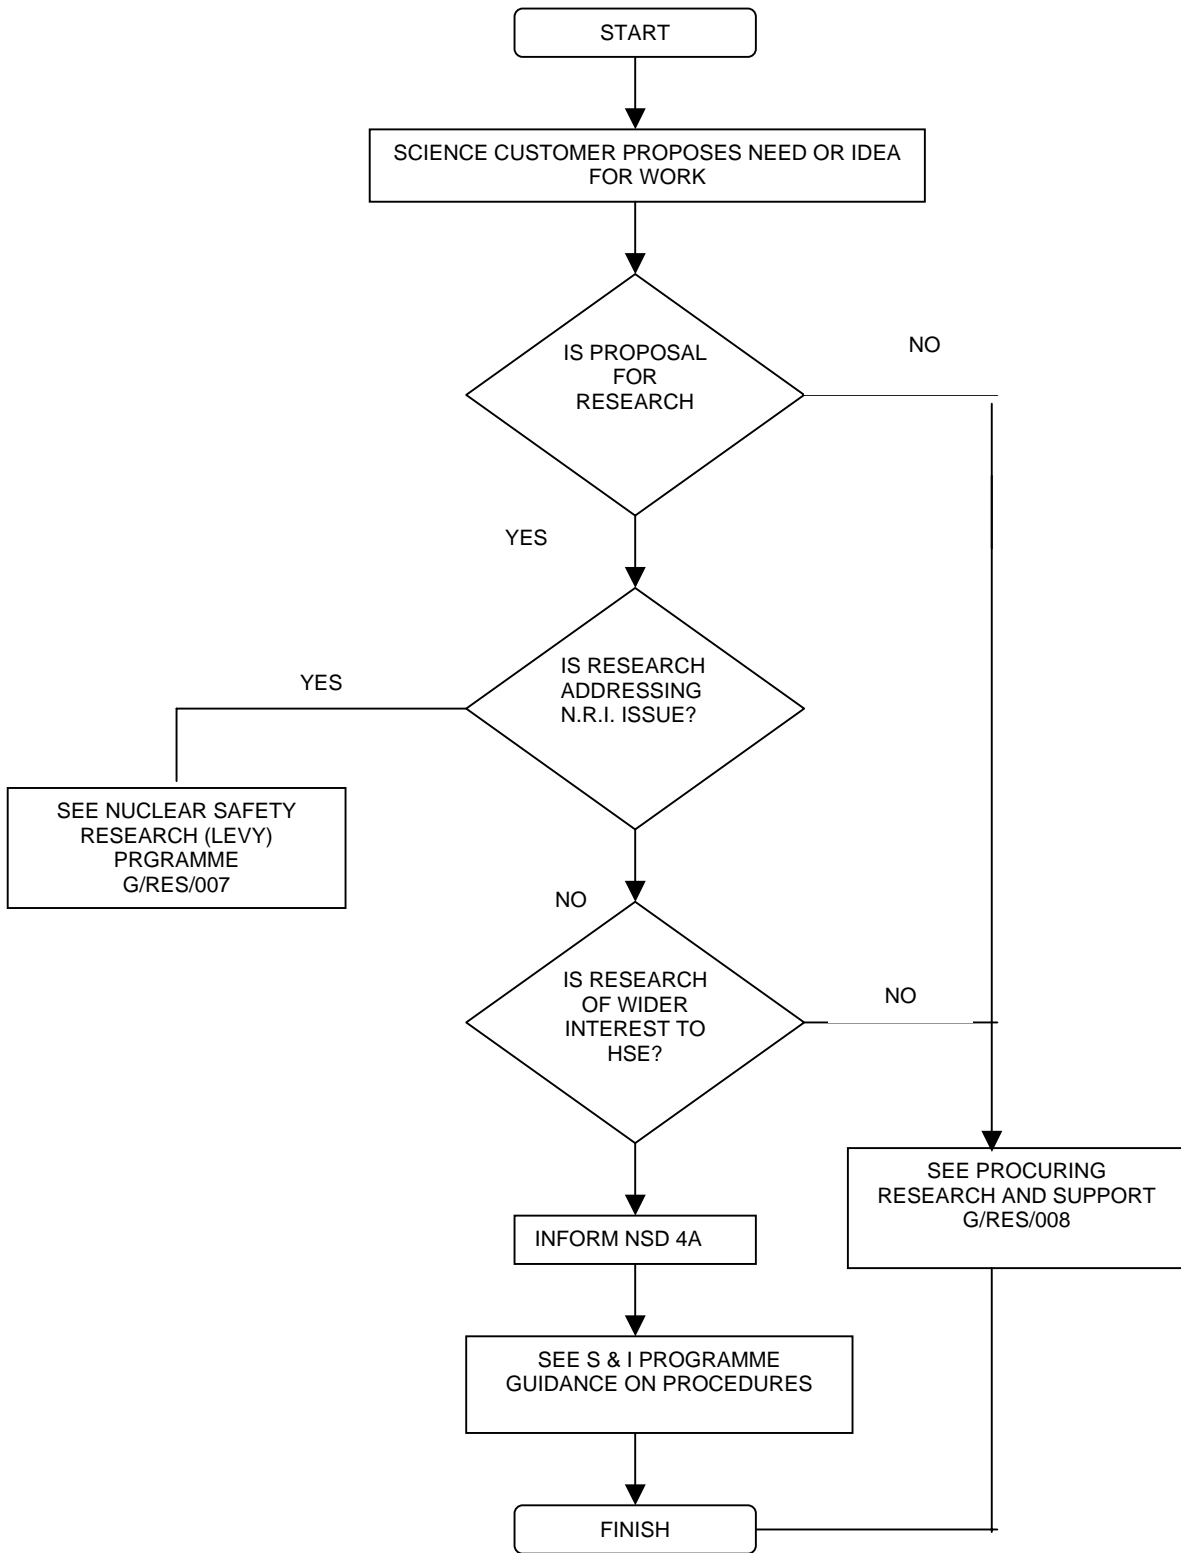 START
SCIENCE CUSTOMER PROPOSES NEED OR IDEA
FOR WORK
IS PROPOSAL
FOR
RESEARCH
NO
YES
IS RESEARCH
ADDRESSING
N.R.I. ISSUE?
YES
SEE NUCLEAR SAFETY
RESEARCH (LEVY)
PRGRAMME
G/RES/007
NO
IS RESEARCH
OF WIDER
INTEREST TO
HSE?
NO
SEE PROCURING
RESEARCH AND SUPPORT
G/RES/008
INFORM NSD 4A
SEE S & I PROGRAMME
GUIDANCE ON PROCEDURES
FINISH